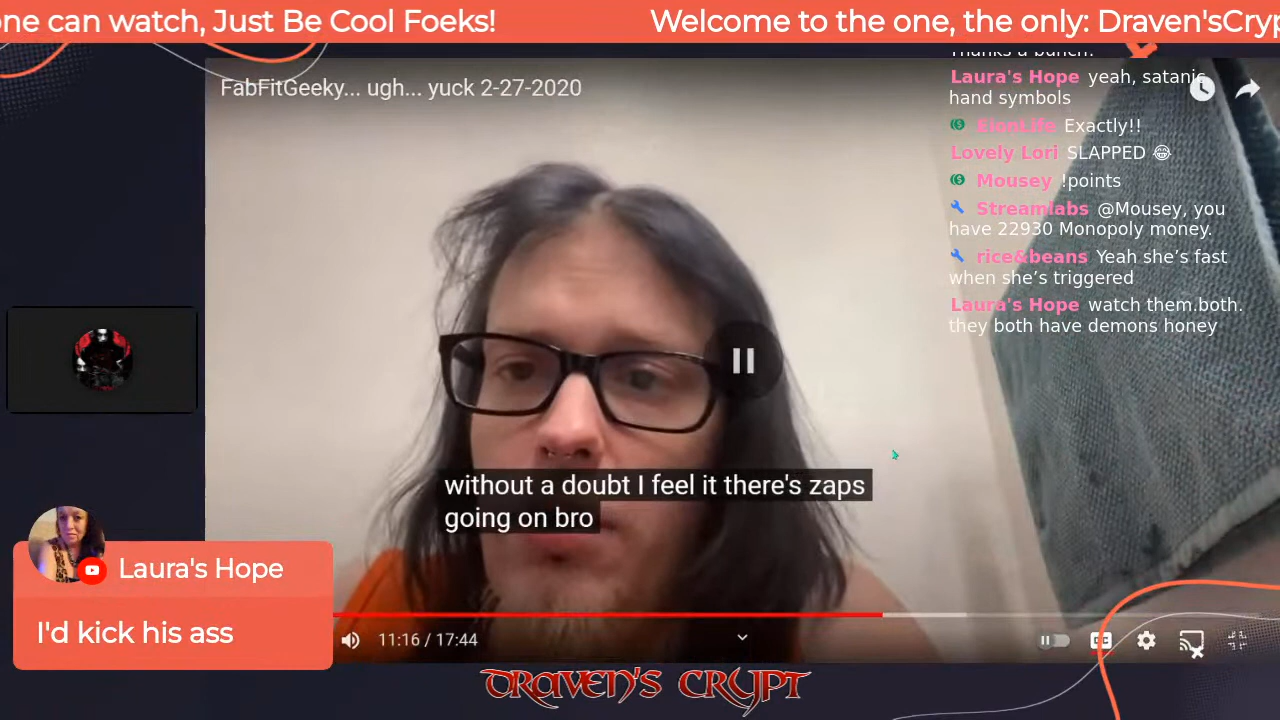 one can watch, Just Be Cool Foeks!
Welcome to the one, the only: Draven'sCryp
FabFitGeeky... ugh... yuck 2-27-2020
Thanks a bunch!
Laura's Hope yeah, satanic
hand symbols
ElonLife Exactly!!
Lovely Lori SLAPPED 😂
Mousey !points
Streamlabs @Mousey, you
have 22930 Monopoly money.
rice&beans Yeah she’s fast
when she’s triggered
Laura's Hope watch them.both.
they both have demons honey
without a doubt I feel it there's zaps
going on bro
Laura's Hope
I'd kick his ass
11:16 / 17:44
CC
DRAVEN'S CRYPT